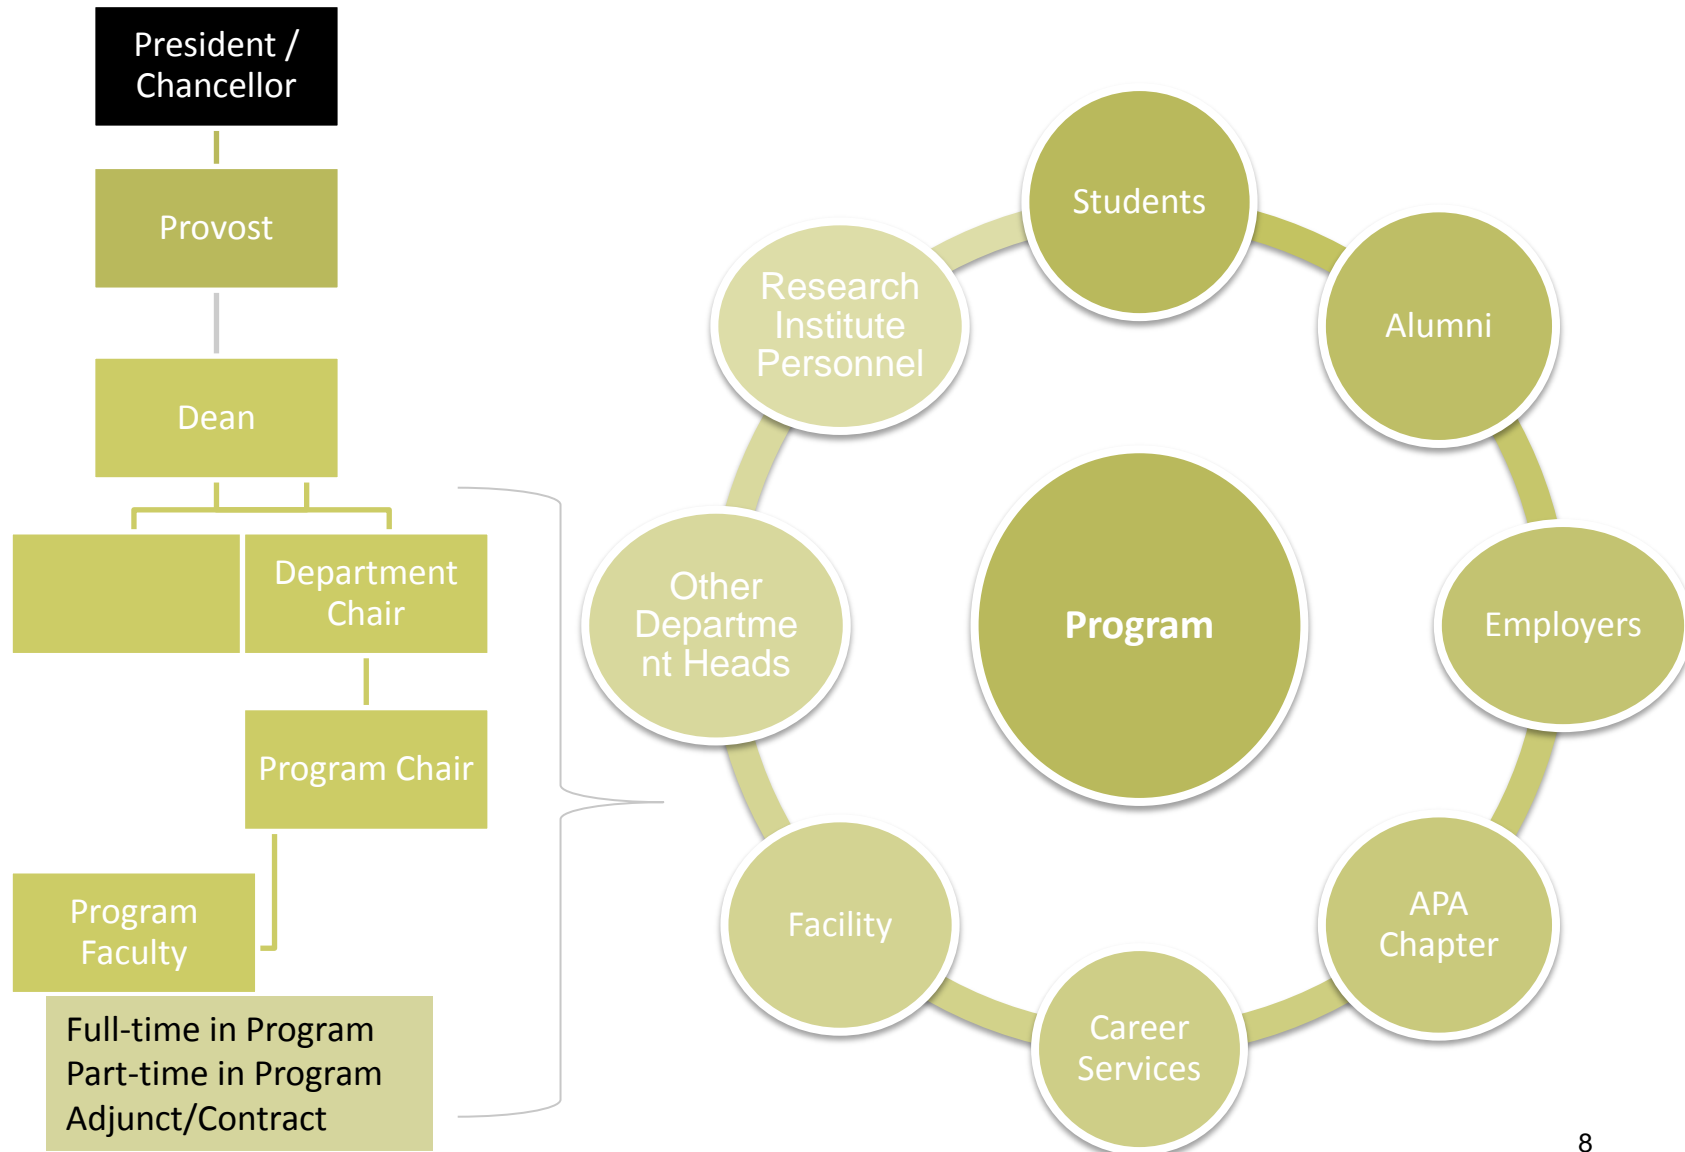 President /
Chancellor
Provost
Dean
Department
Chair
Program Chair
Program
Faculty
Full-time in Program
Part-time in Program
Adjunct/Contract
Students
Alumni
Employers
APA
Chapter
Career
Services
Facility
Other
Departme
nt Heads
Research
Institute
Personnel
Program
8